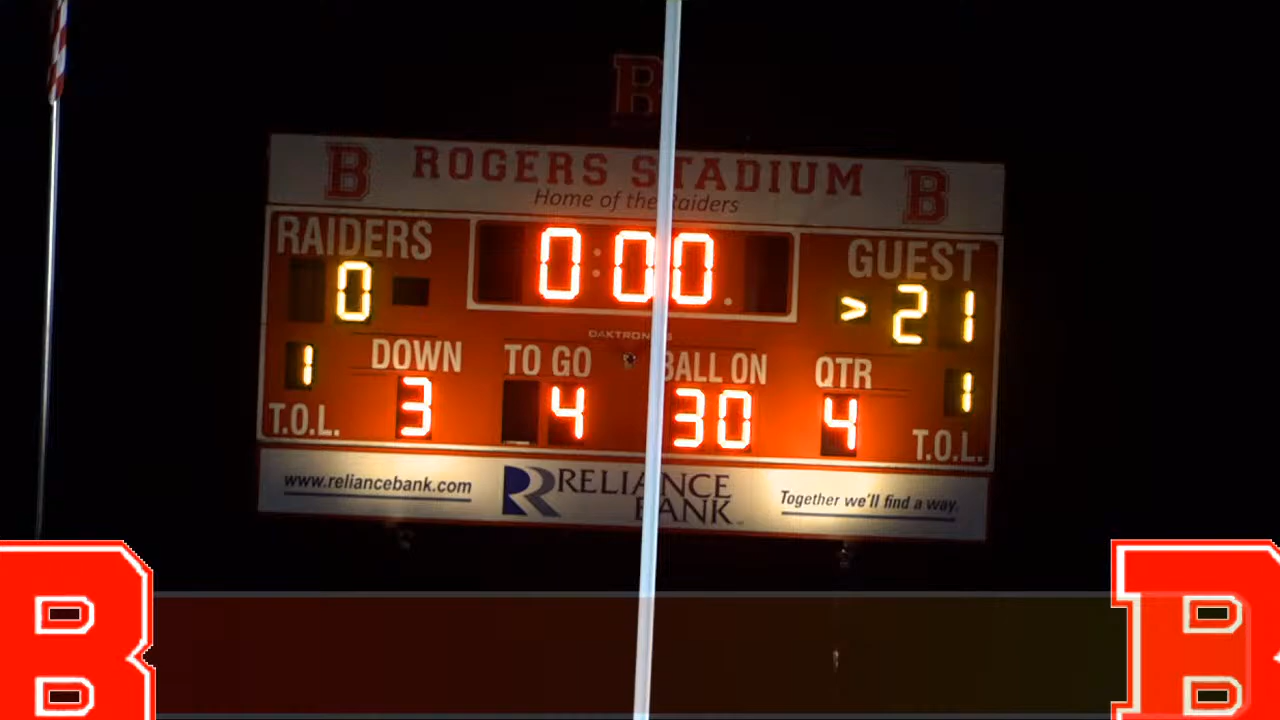 B
B ROGERS STADIUM B
Home of the Raiders
RAIDERS 0:00. GUEST
0 > 21
DAKTRONICS
1 DOWN TO GO BALL ON QTR 1
T.O.L. 3 4 30 4 T.O.L.
www.reliancebank.com RELIANCE BANK Together we'll find a way.
B B